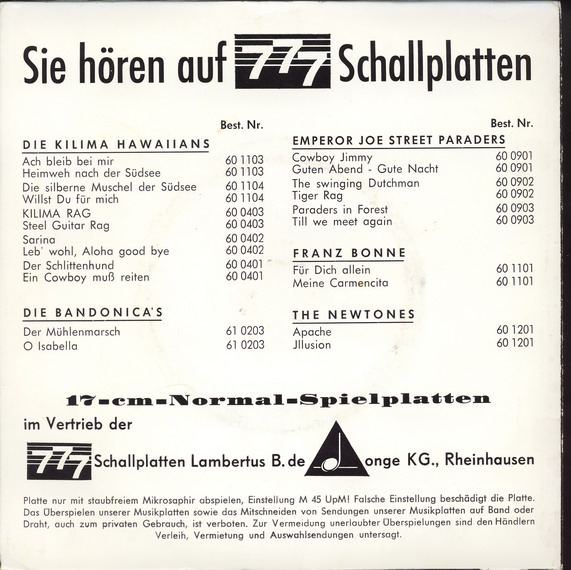 Sie hören auf 777 Schallplatten
Best. Nr.
DIE KILIMA HAWAIIANS
Ach bleib bei mir 60 1103
Heimweh nach der Südsee 60 1103
Die silberne Muschel der Südsee 60 1104
Willst Du für mich 60 1104
KILIMA RAG 60 0403
Steel Guitar Rag 60 0403
Sarina 60 0402
Leb' wohl, Aloha good bye 60 0402
Der Schlittenhund 60 0401
Ein Cowboy muß reiten 60 0401
DIE BANDONICA'S
Der Mühlenmarsch 61 0203
O Isabella 61 0203
Best. Nr.
EMPEROR JOE STREET PARADERS
Cowboy Jimmy 60 0901
Guten Abend - Gute Nacht 60 0901
The swinging Dutchman 60 0902
Tiger Rag 60 0902
Paraders in Forest 60 0903
Till we meet again 60 0903
FRANZ BONNE
Für Dich allein 60 1101
Meine Carmencita 60 1101
THE NEWTONES
Apache 60 1201
Jllusion 60 1201
17-cm-Normal-Spielplatten
im Vertrieb der
777 Schallplatten Lambertus B. de Jonge KG., Rheinhausen
Platte nur mit staubfreiem Mikrosaphir abspielen, Einstellung M 45 UpM! Falsche Einstellung beschädigt die Platte.
Das Überspielen unserer Musikplatten sowie das Mitschneiden von Sendungen unserer Musikplatten auf Band oder
Draht, auch zum privaten Gebrauch, ist verboten. Zur Vermeidung unerlaubter Überspielungen sind den Händlern
Verleih, Vermietung und Auswahlsendungen untersagt.